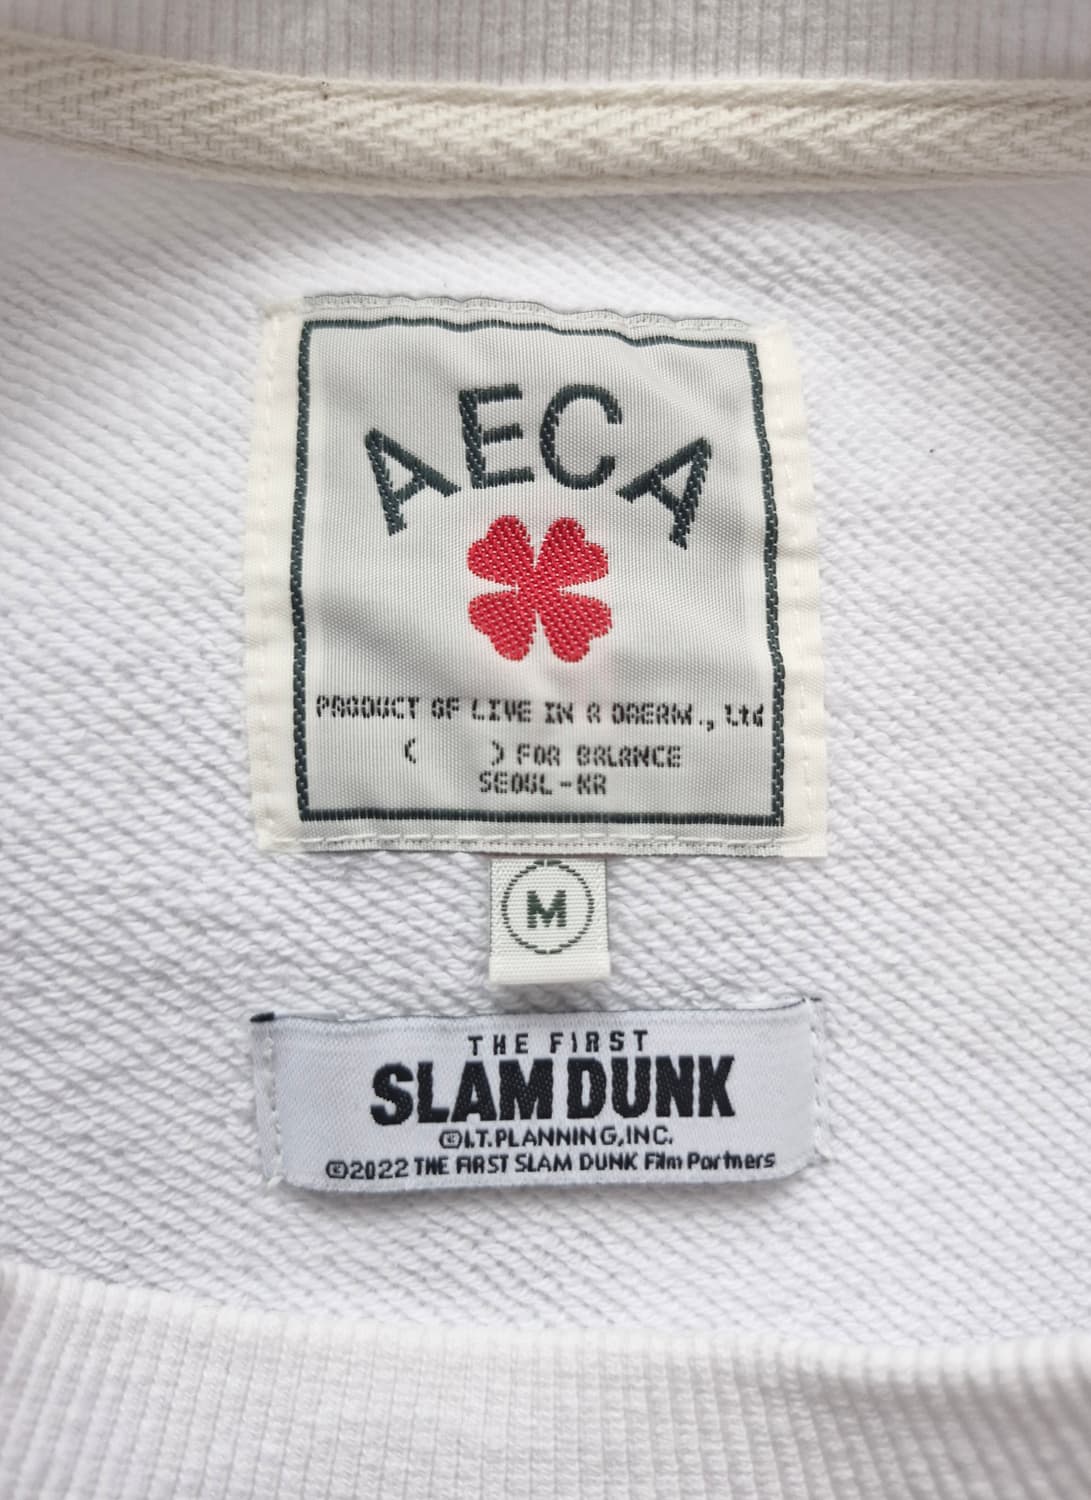 AECA
PRODUCT OF LIVE IN A DREAM., Ltd
( ) FOR BALANCE
SEOUL-KR
M
THE FIRST
SLAM DUNK
©I.T.PLANNING,INC.
©2022 THE FIRST SLAM DUNK Film Partners